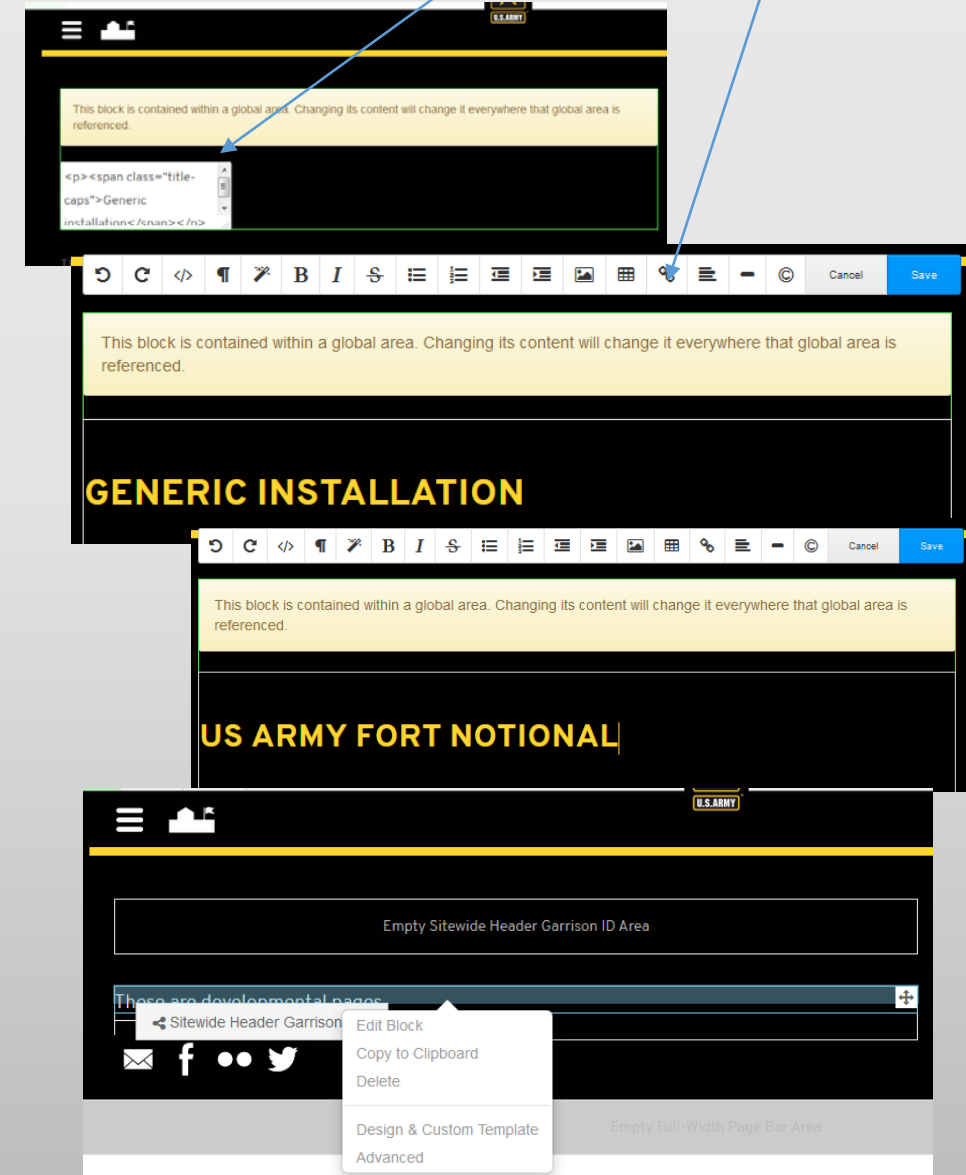 U.S.ARMY
This block is contained within a global area. Changing its content will change it everywhere that global area is
referenced.
<p><span class="title-
caps">Generic
installation</span></p>
</> ¶ B I S © Cancel Save
This block is contained within a global area. Changing its content will change it everywhere that global area is
referenced.
GENERIC INSTALLATION
</> ¶ B I S © Cancel Save
This block is contained within a global area. Changing its content will change it everywhere that global area is
referenced.
US ARMY FORT NOTIONAL
U.S.ARMY
Empty Sitewide Header Garrison ID Area
These are developmental pages
Sitewide Header Garrison
Edit Block
Copy to Clipboard
Delete
Design & Custom Template
Empty Full-Width Page Bar Area
Advanced